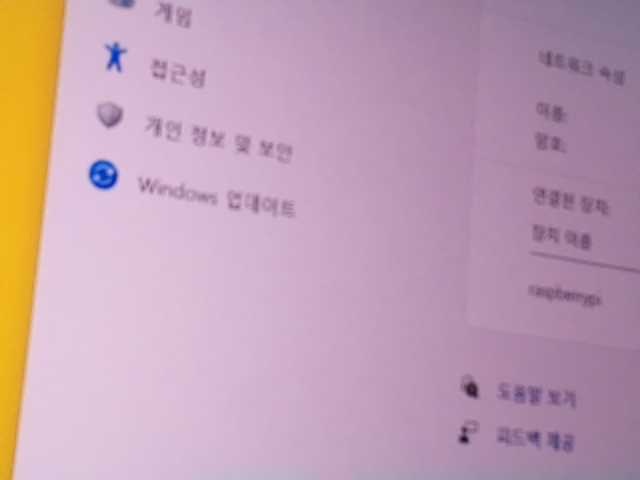 게임
접근성
개인 정보 및 보안
Windows 업데이트
네트워크 속성
이름:
암호:
연결된 장치:
장치 이름
raspberrypi
도움말 보기
피드백 제공